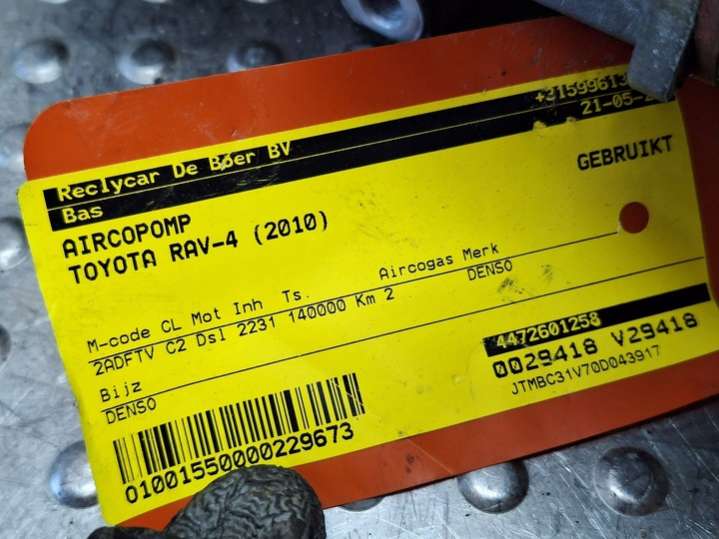 Reclycar De Boer BV
Bas
21-05-2
AIRCOPOMP
GEBRUIKT
TOYOTA RAV-4 (2010)
M-code CL Mot Inh Ts. Aircogas Merk
2ADFTV C2 Dsl 2231 140000 Km 2 DENSO
Bijz
DENSO
4472601258
0029418 V29418
JTMBC31V70D043917
01001550000229673